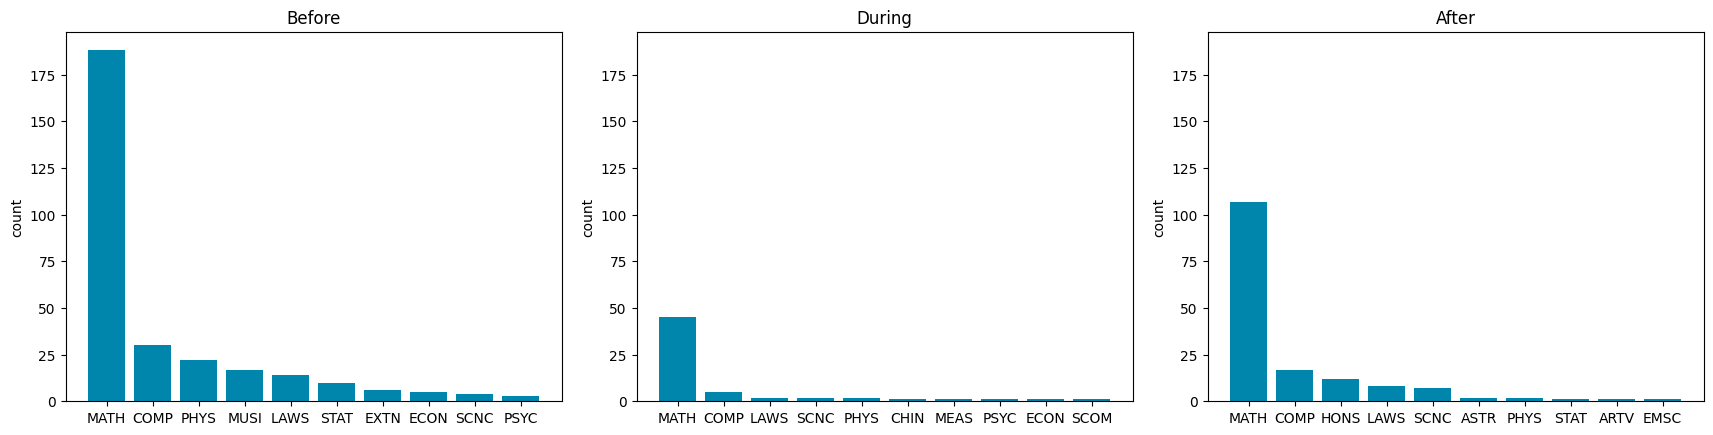 Before
count
175
150
125
100
75
50
25
0
MATH COMP PHYS MUSI LAWS STAT EXTN ECON SCNC PSYC
During
count
175
150
125
100
75
50
25
0
MATH COMP LAWS SCNC PHYS CHIN MEAS PSYC ECON SCOM
After
count
175
150
125
100
75
50
25
0
MATH COMP HONS LAWS SCNC ASTR PHYS STAT ARTV EMSC